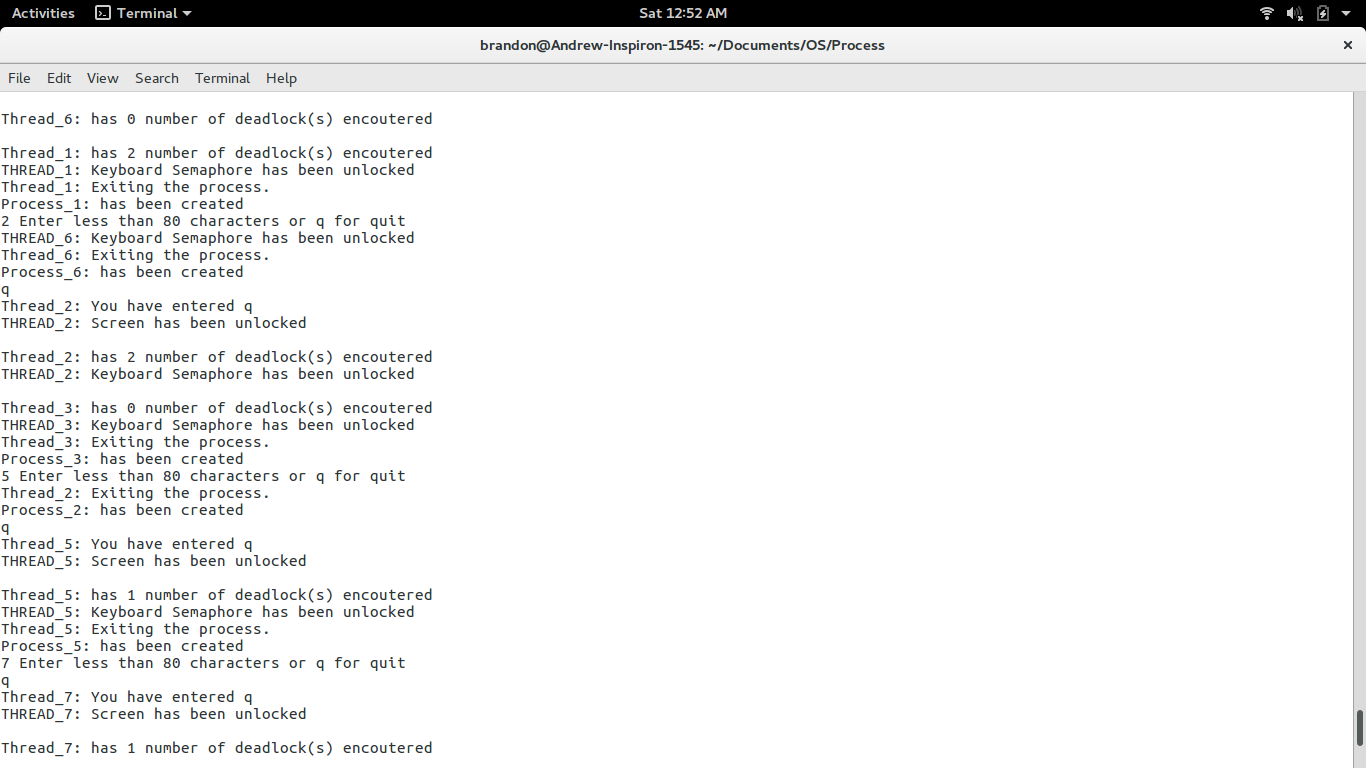 Activities Terminal Sat 12:52 AM
brandon@Andrew-Inspiron-1545: ~/Documents/OS/Process
File Edit View Search Terminal Help
Thread_6: has 0 number of deadlock(s) encoutered
Thread_1: has 2 number of deadlock(s) encoutered
THREAD_1: Keyboard Semaphore has been unlocked
Thread_1: Exiting the process.
Process_1: has been created
2 Enter less than 80 characters or q for quit
THREAD_6: Keyboard Semaphore has been unlocked
Thread_6: Exiting the process.
Process_6: has been created
q
Thread_2: You have entered q
THREAD_2: Screen has been unlocked
Thread_2: has 2 number of deadlock(s) encoutered
THREAD_2: Keyboard Semaphore has been unlocked
Thread_3: has 0 number of deadlock(s) encoutered
THREAD_3: Keyboard Semaphore has been unlocked
Thread_3: Exiting the process.
Process_3: has been created
5 Enter less than 80 characters or q for quit
Thread_2: Exiting the process.
Process_2: has been created
q
Thread_5: You have entered q
THREAD_5: Screen has been unlocked
Thread_5: has 1 number of deadlock(s) encoutered
THREAD_5: Keyboard Semaphore has been unlocked
Thread_5: Exiting the process.
Process_5: has been created
7 Enter less than 80 characters or q for quit
q
Thread_7: You have entered q
THREAD_7: Screen has been unlocked
Thread_7: has 1 number of deadlock(s) encoutered